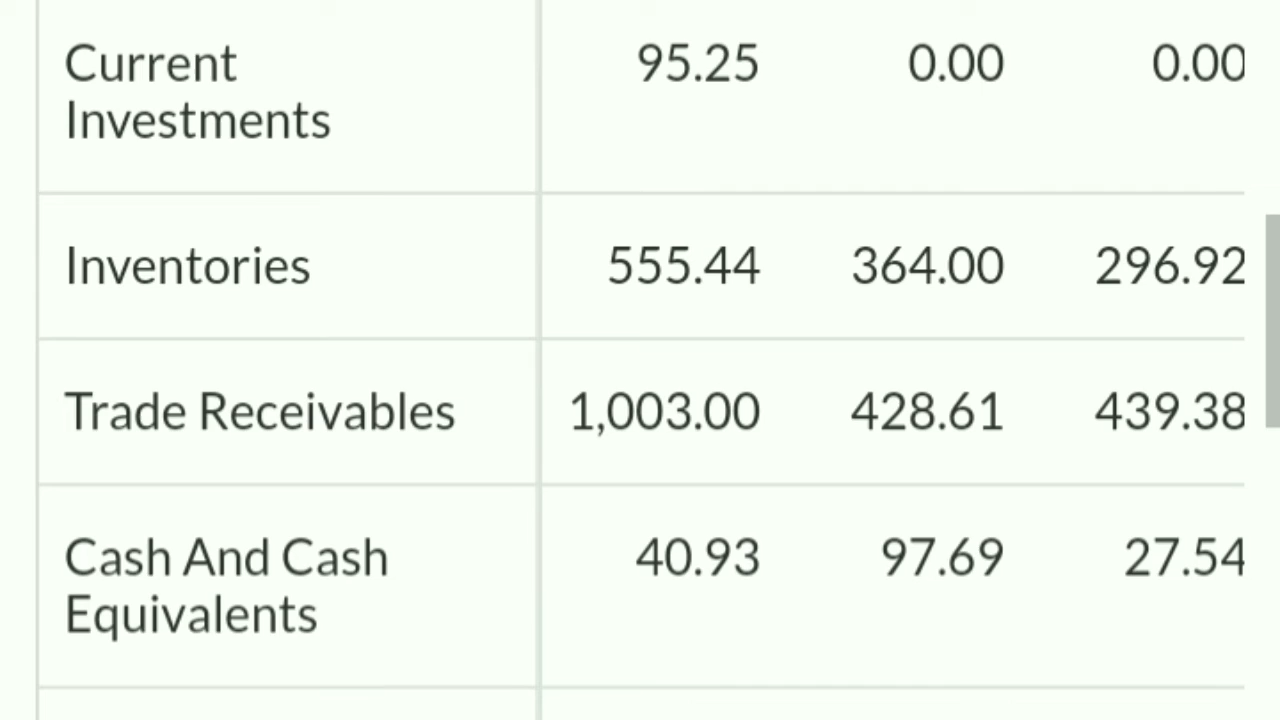 Current Investments 95.25 0.00 0.00
Inventories 555.44 364.00 296.92
Trade Receivables 1,003.00 428.61 439.38
Cash And Cash Equivalents 40.93 97.69 27.54